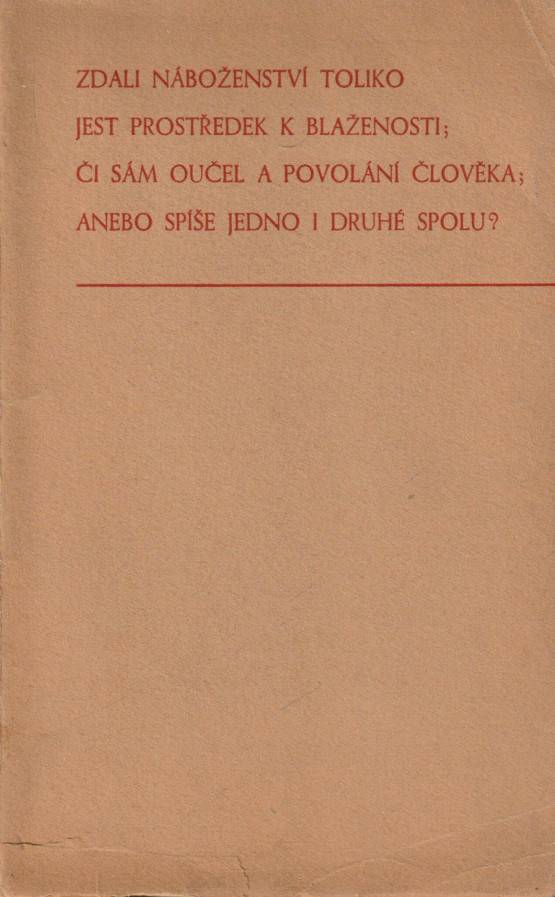 ZDALI NÁBOŽENSTVÍ TOLIKO
JEST PROSTŘEDEK K BLAŽENOSTI;
ČI SÁM OUČEL A POVOLÁNÍ ČLOVĚKA;
ANEBO SPÍŠE JEDNO I DRUHÉ SPOLU?